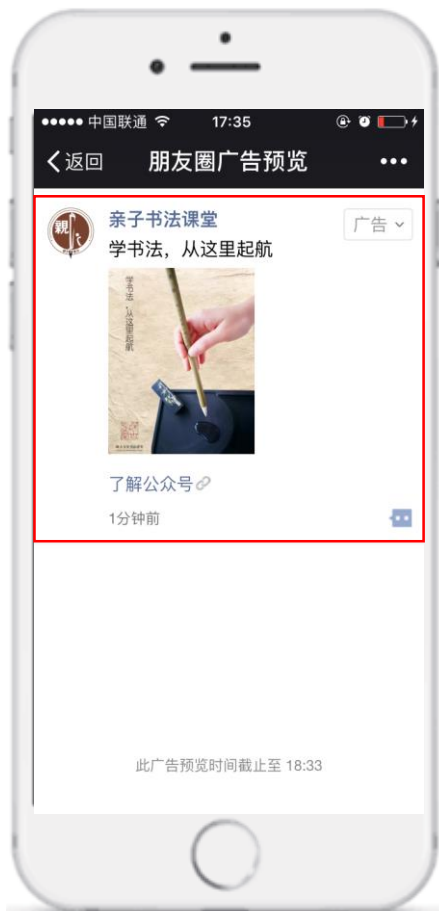 中国联通 17:35
返回 朋友圈广告预览
親
亲子书法课堂 广告
学书法，从这里起航
学书法，从这里起航
了解公众号
1分钟前
此广告预览时间截止至 18:33